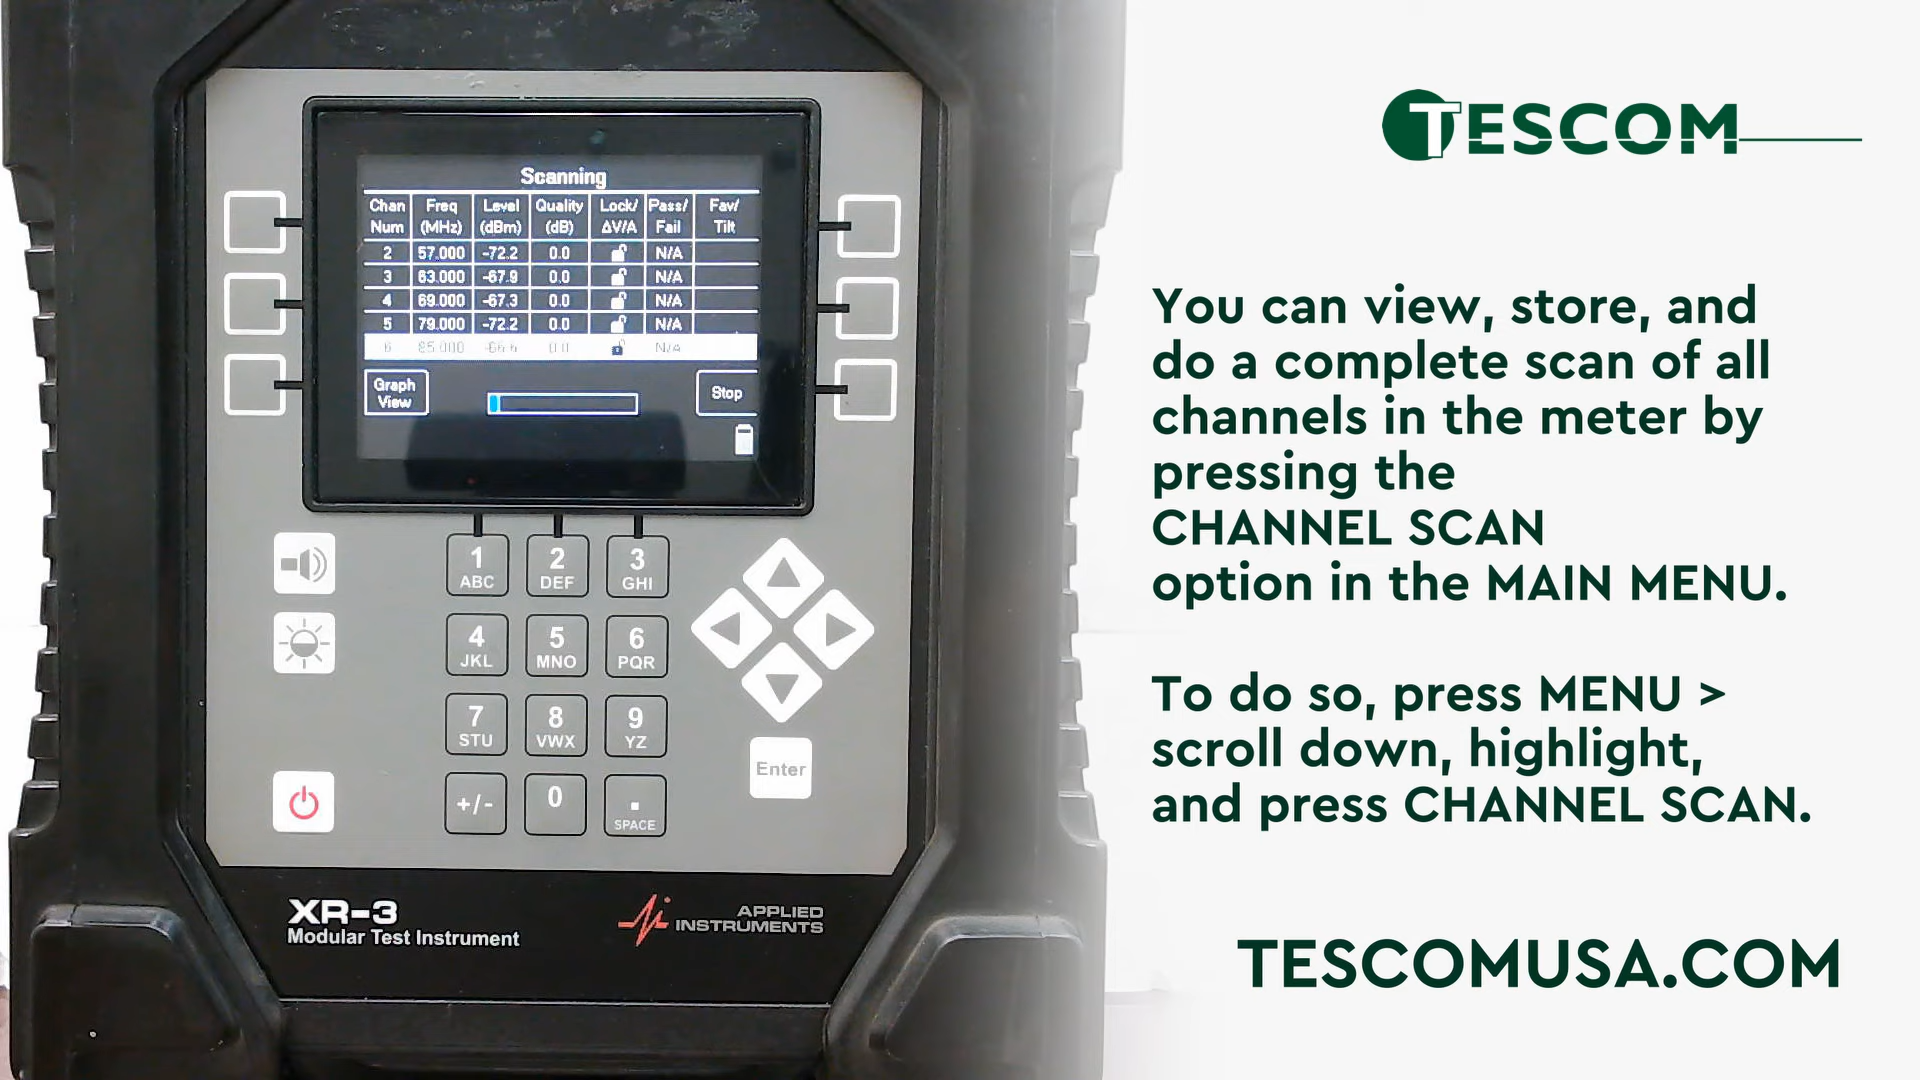 Scanning
Chan Num Freq (MHz) Level (dBm) Quality (dB) Lock/ ΔV/A Pass/ Fail Fav/ Tilt
2 57.000 -72.2 0.0 N/A
3 63.000 -67.9 0.0 N/A
4 69.000 -67.3 0.0 N/A
5 79.000 -72.2 0.0 N/A
6 85.000 0.0 N/A
Graph View
Stop
1 ABC
2 DEF
3 GHI
4 JKL
5 MNO
6 PQR
7 STU
8 VWX
9 YZ
+/-
0
. SPACE
Enter
XR-3
Modular Test Instrument
APPLIED
INSTRUMENTS
TESCOM
You can view, store, and
do a complete scan of all
channels in the meter by
pressing the
CHANNEL SCAN
option in the MAIN MENU.
To do so, press MENU >
scroll down, highlight,
and press CHANNEL SCAN.
TESCOMUSA.COM